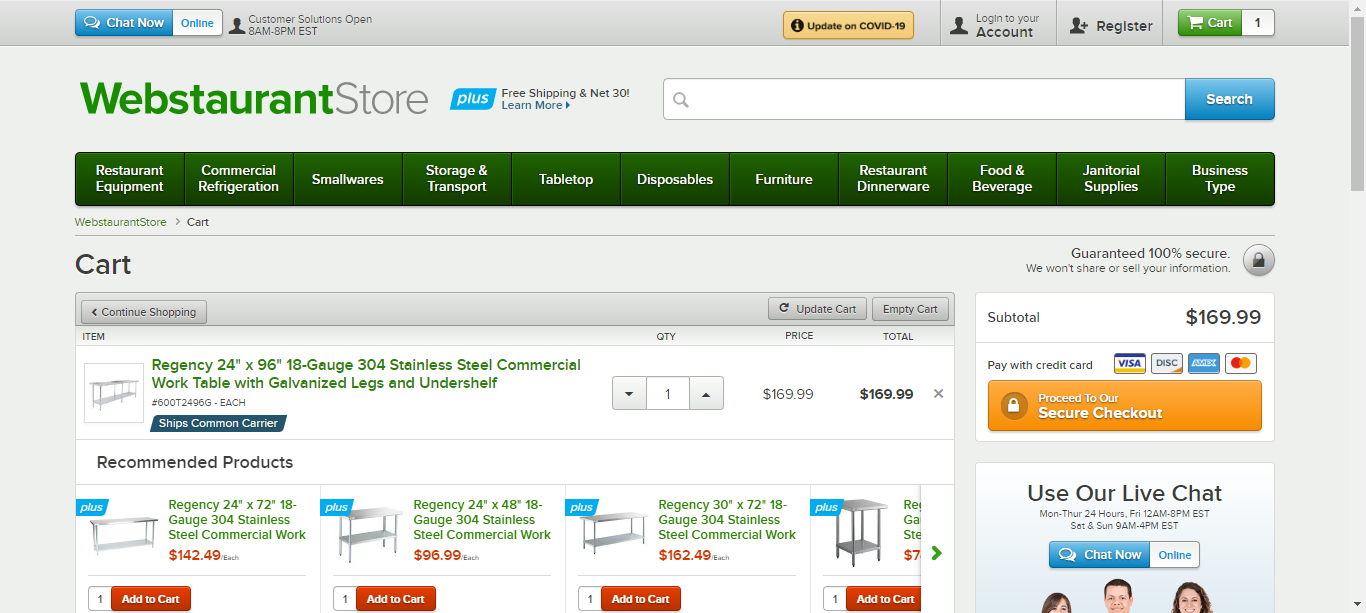 Chat Now Online
Customer Solutions Open
8AM-8PM EST
Update on COVID-19
Login to your
Account
Register
Cart 1
WebstaurantStore
plus
Free Shipping & Net 30!
Learn More
Search
Restaurant
Equipment
Commercial
Refrigeration
Smallwares
Storage &
Transport
Tabletop
Disposables
Furniture
Restaurant
Dinnerware
Food &
Beverage
Janitorial
Supplies
Business
Type
WebstaurantStore > Cart
Cart
Guaranteed 100% secure.
We won't share or sell your information.
Continue Shopping
Update Cart
Empty Cart
ITEM QTY PRICE TOTAL
Regency 24" x 96" 18-Gauge 304 Stainless Steel Commercial
Work Table with Galvanized Legs and Undershelf
#600T2496G - EACH
Ships Common Carrier
1 $169.99 $169.99 ×
Subtotal $169.99
Pay with credit card VISA DISC AMEX
Proceed To Our
Secure Checkout
Recommended Products
plus
Regency 24" x 72" 18-
Gauge 304 Stainless
Steel Commercial Work
$142.49/Each
1 Add to Cart
plus
Regency 24" x 48" 18-
Gauge 304 Stainless
Steel Commercial Work
$96.99/Each
1 Add to Cart
plus
Regency 30" x 72" 18-
Gauge 304 Stainless
Steel Commercial Work
$162.49/Each
1 Add to Cart
plus
Gau
Stee
1 Add to Cart
Use Our Live Chat
Mon-Thur 24 Hours, Fri 12AM-8PM EST
Sat & Sun 9AM-4PM EST
Chat Now Online